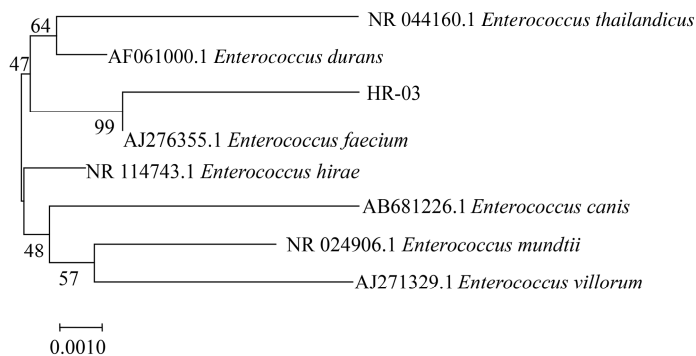 64
NR 044160.1 Enterococcus thailandicus
AF061000.1 Enterococcus durans
47
HR-03
99
AJ276355.1 Enterococcus faecium
NR 114743.1 Enterococcus hirae
AB681226.1 Enterococcus canis
48
NR 024906.1 Enterococcus mundtii
57
AJ271329.1 Enterococcus villorum
0.0010